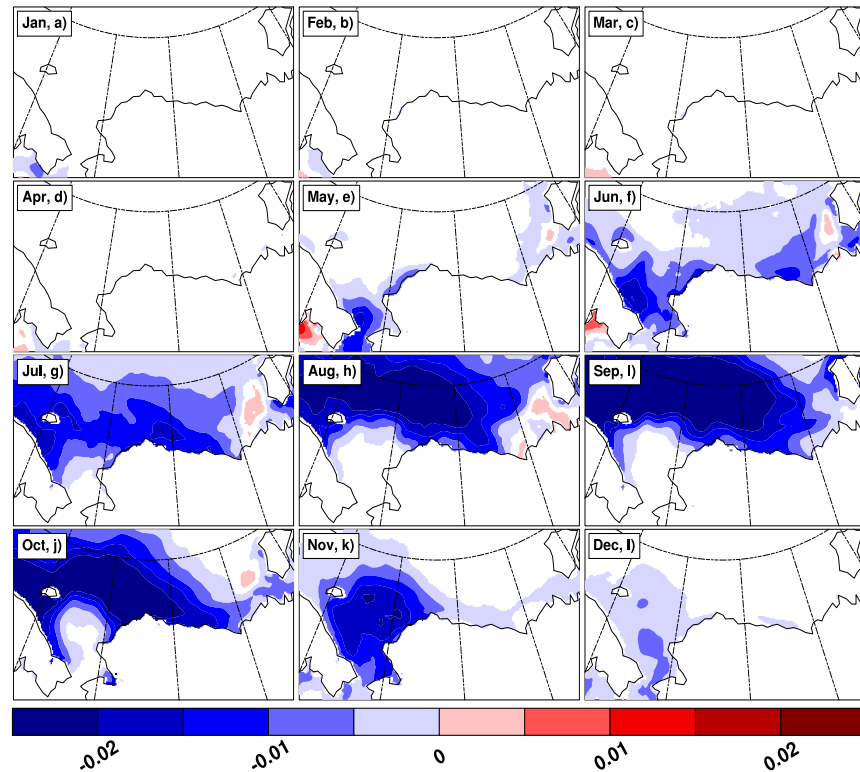 Jan, a)
Feb, b)
Mar, c)
Apr, d)
May, e)
Jun, f)
Jul, g)
Aug, h)
Sep, l)
Oct, j)
Nov, k)
Dec, l)
-0.02
-0.01
0
0.01
0.02